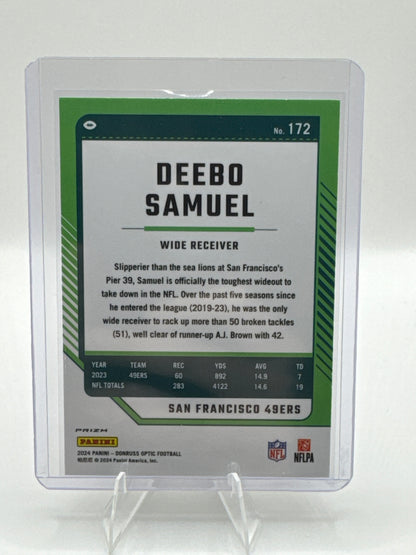 No. 172
DEEBO
SAMUEL
WIDE RECEIVER
Slipperier than the sea lions at San Francisco's
Pier 39, Samuel is officially the toughest wideout to
take down in the NFL. Over the past five seasons since
he entered the league (2019-23), he was the only
wide receiver to rack up more than 50 broken tackles
(51), well clear of runner-up A.J. Brown with 42.
YEAR TEAM REC YDS AVG TD
2023 49ERS 60 892 14.9 7
NFL TOTALS 283 4122 14.6 19
SAN FRANCISCO 49ERS
PRIZM
PANINI
2024 PANINI – DONRUSS OPTIC FOOTBALL
© 2024 Panini America, Inc.
NFL
NFLPA